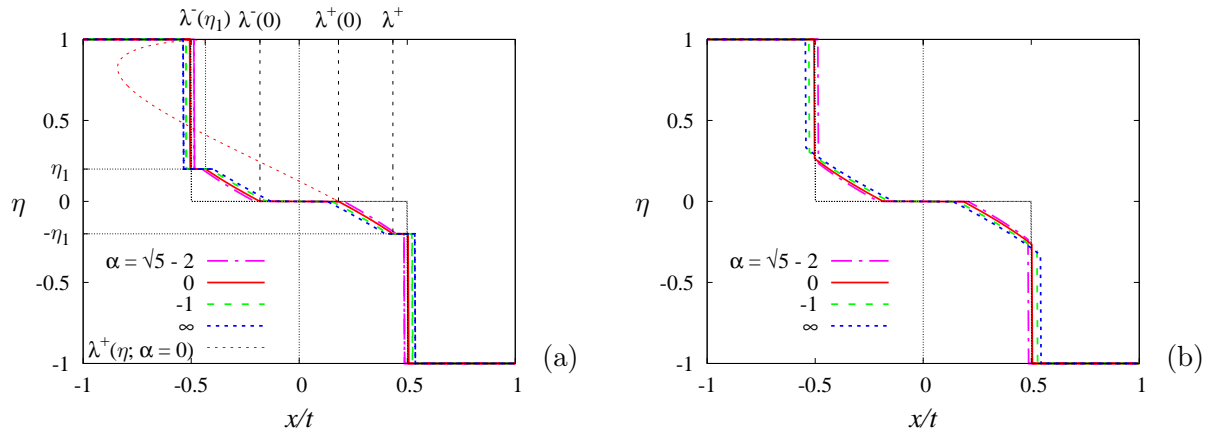 λ⁻(η₁) λ⁻(0) λ⁺(0) λ⁺
1
0.5
η₁
η 0
-η₁
-0.5
-1
α = √5 - 2
0
-1
∞
λ⁺(η; α = 0)
-1 -0.5 0 0.5 1
x/t
(a)
1
0.5
η 0
-0.5
-1
α = √5 - 2
0
-1
∞
-1 -0.5 0 0.5 1
x/t
(b)